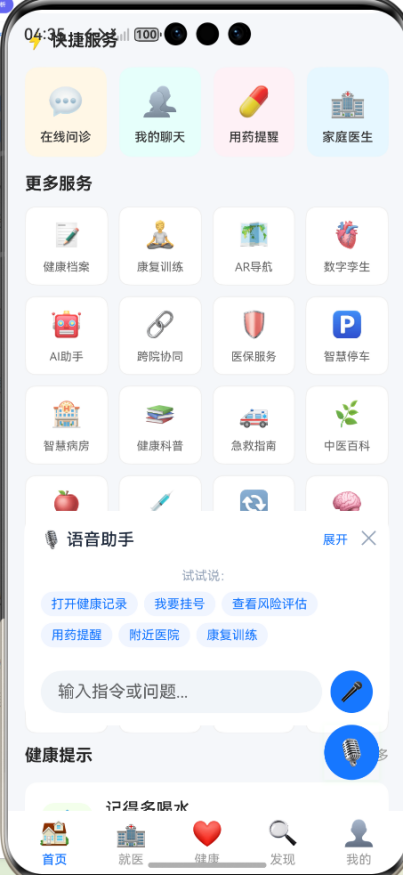 04:35 100
⚡ 快捷服务
在线问诊 我的聊天 用药提醒 家庭医生
更多服务
健康档案 康复训练 AR导航 数字孪生
AI助手 跨院协同 医保服务 智慧停车
智慧病房 健康科普 急救指南 中医百科
语音助手 展开
试试说:
打开健康记录 我要挂号 查看风险评估
用药提醒 附近医院 康复训练
输入指令或问题...
健康提示 多
记得多喝水
首页 就医 健康 发现 我的